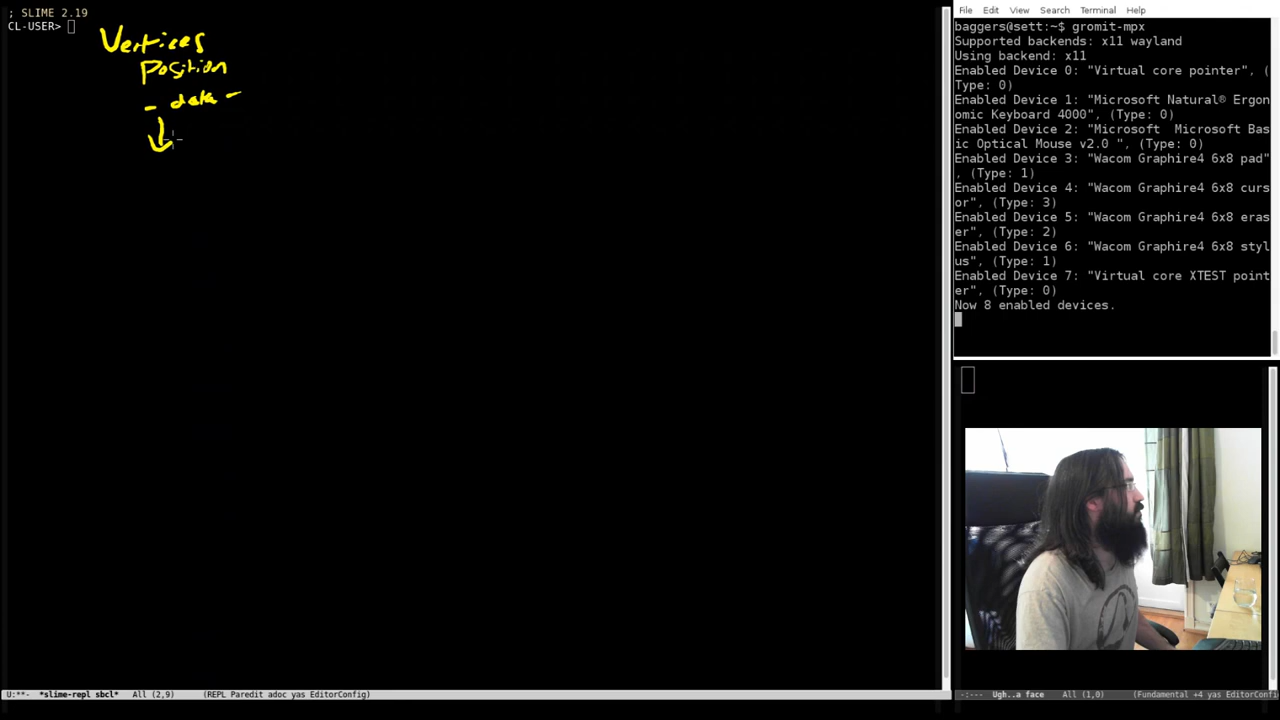 ; SLIME 2.19
CL-USER>
Vertices
Position
- data -
U:**- *slime-repl sbcl* All (2,9) (REPL Paredit adoc yas EditorConfig)
File Edit View Search Terminal Help
baggers@sett:~$ gromit-mpx
Supported backends: x11 wayland
Using backend: x11
Enabled Device 0: "Virtual core pointer", (
Type: 0)
Enabled Device 1: "Microsoft Natural® Ergon
omic Keyboard 4000", (Type: 0)
Enabled Device 2: "Microsoft  Microsoft Bas
ic Optical Mouse v2.0 ", (Type: 0)
Enabled Device 3: "Wacom Graphire4 6x8 pad"
, (Type: 1)
Enabled Device 4: "Wacom Graphire4 6x8 curs
or", (Type: 3)
Enabled Device 5: "Wacom Graphire4 6x8 eras
er", (Type: 2)
Enabled Device 6: "Wacom Graphire4 6x8 styl
us", (Type: 1)
Enabled Device 7: "Virtual core XTEST point
er", (Type: 0)
Now 8 enabled devices.
-:--- Ugh..a face All (1,0) (Fundamental +4 yas EditorConfi